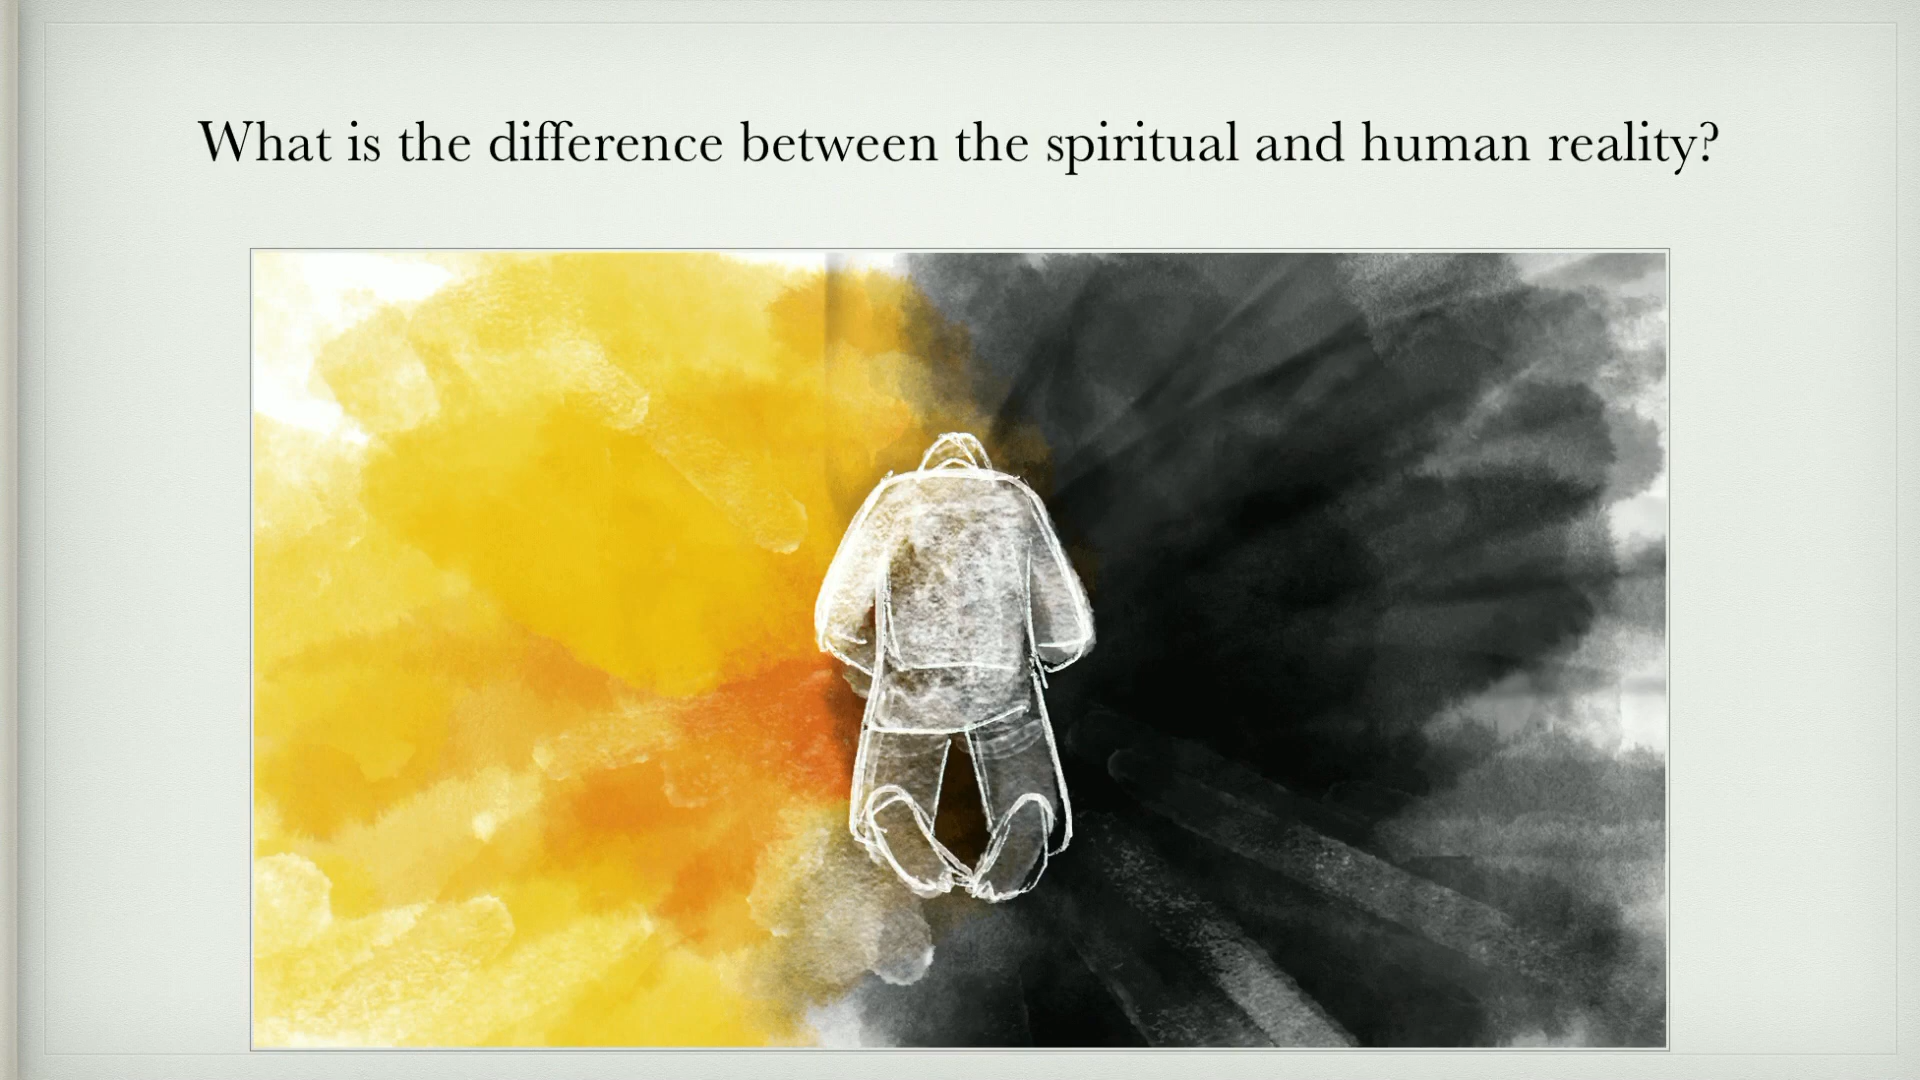 What is the difference between the spiritual and human reality?